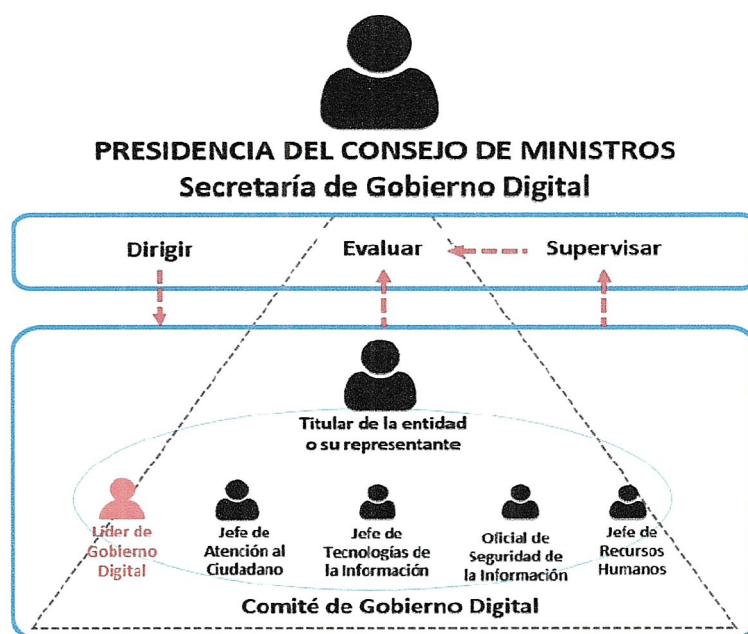 PRESIDENCIA DEL CONSEJO DE MINISTROS
Secretaría de Gobierno Digital
Dirigir
Evaluar
Supervisar
Titular de la entidad
o su representante
Líder de
Gobierno
Digital
Jefe de
Atención al
Ciudadano
Jefe de
Tecnologías de
la Información
Oficial de
Seguridad de
la Información
Jefe de
Recursos
Humanos
Comité de Gobierno Digital